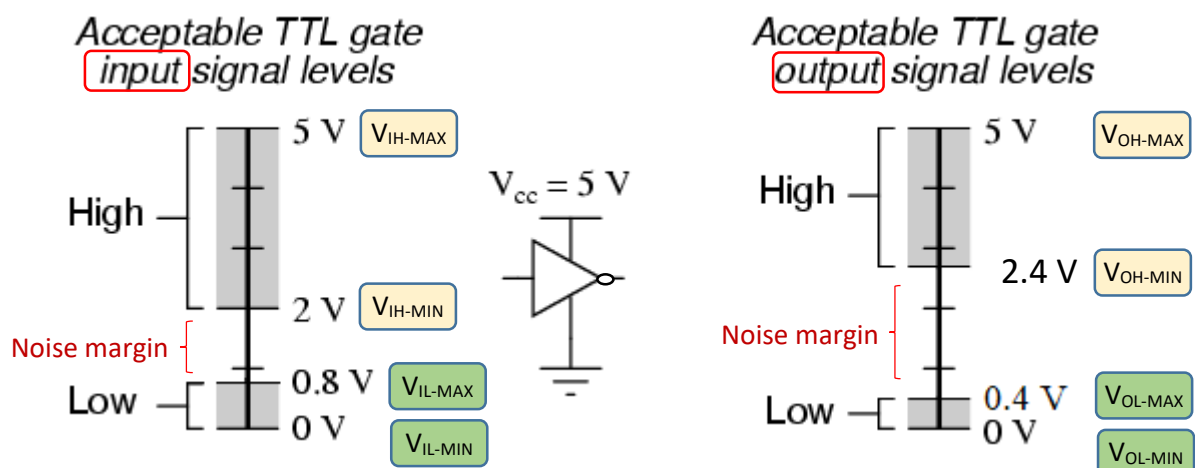 Acceptable TTL gate
input signal levels
5 V
VIH-MAX
High
2 V
VIH-MIN
Noise margin
0.8 V
VIL-MAX
Low
0 V
VIL-MIN
Vcc = 5 V
Acceptable TTL gate
output signal levels
5 V
VOH-MAX
High
2.4 V
VOH-MIN
Noise margin
0.4 V
VOL-MAX
Low
0 V
VOL-MIN